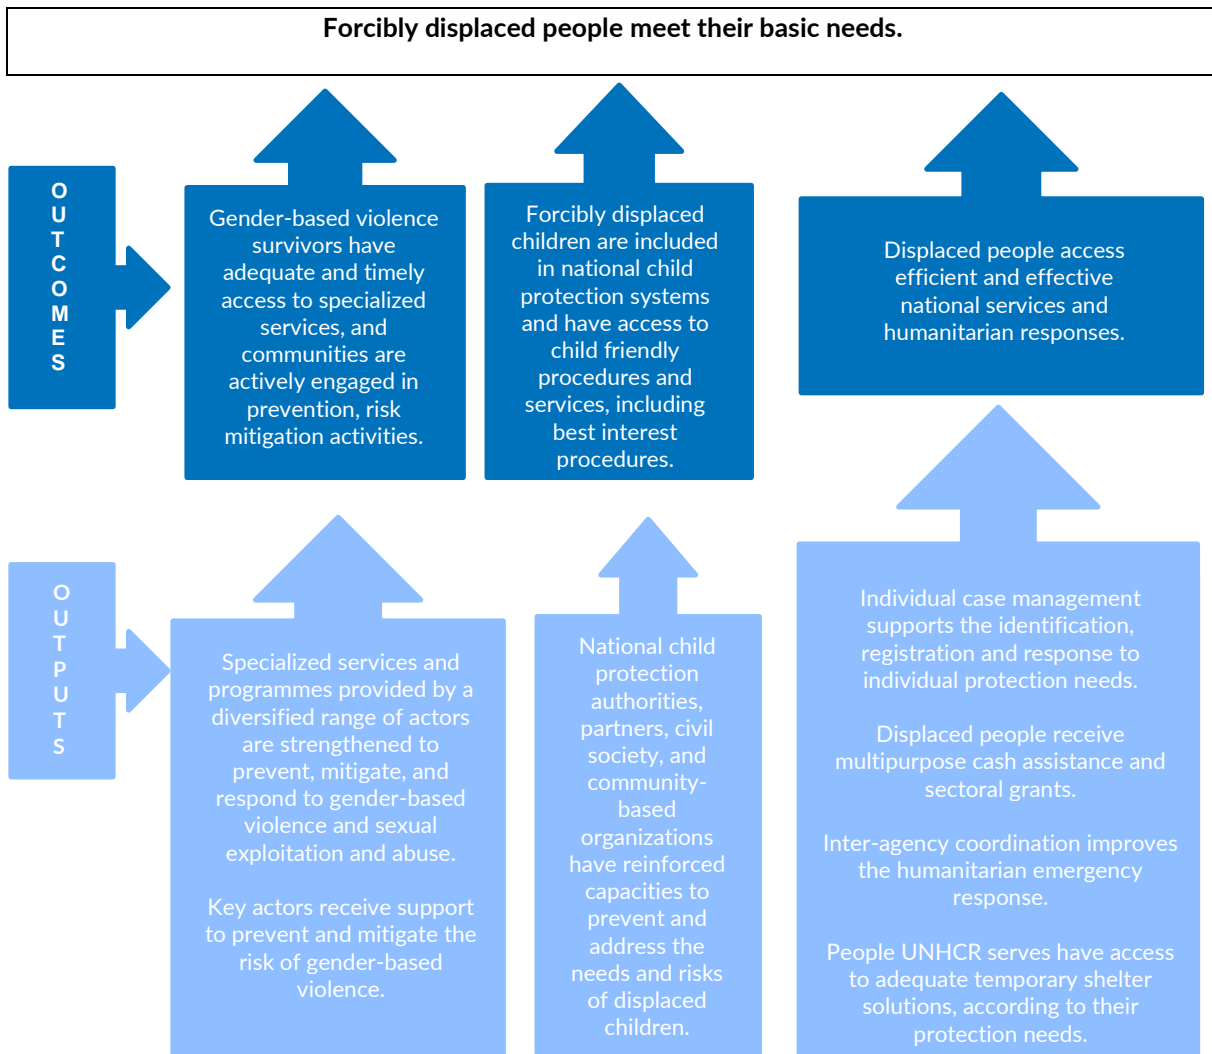 Forcibly displaced people meet their basic needs.
O
U
T
C
O
M
E
S
Gender-based violence
survivors have
adequate and timely
access to specialized
services, and
communities are
actively engaged in
prevention, risk
mitigation activities.
Forcibly displaced
children are included
in national child
protection systems
and have access to
child friendly
procedures and
services, including
best interest
procedures.
Displaced people access
efficient and effective
national services and
humanitarian responses.
O
U
T
P
U
T
S
Specialized services and
programmes provided by a
diversified range of actors
are strengthened to
prevent, mitigate, and
respond to gender-based
violence and sexual
exploitation and abuse.
Key actors receive support
to prevent and mitigate the
risk of gender-based
violence.
National child
protection
authorities,
partners, civil
society, and
community-
based
organizations
have reinforced
capacities to
prevent and
address the
needs and risks
of displaced
children.
Individual case management
supports the identification,
registration and response to
individual protection needs.
Displaced people receive
multipurpose cash assistance and
sectoral grants.
Inter-agency coordination improves
the humanitarian emergency
response.
People UNHCR serves have access
to adequate temporary shelter
solutions, according to their
protection needs.